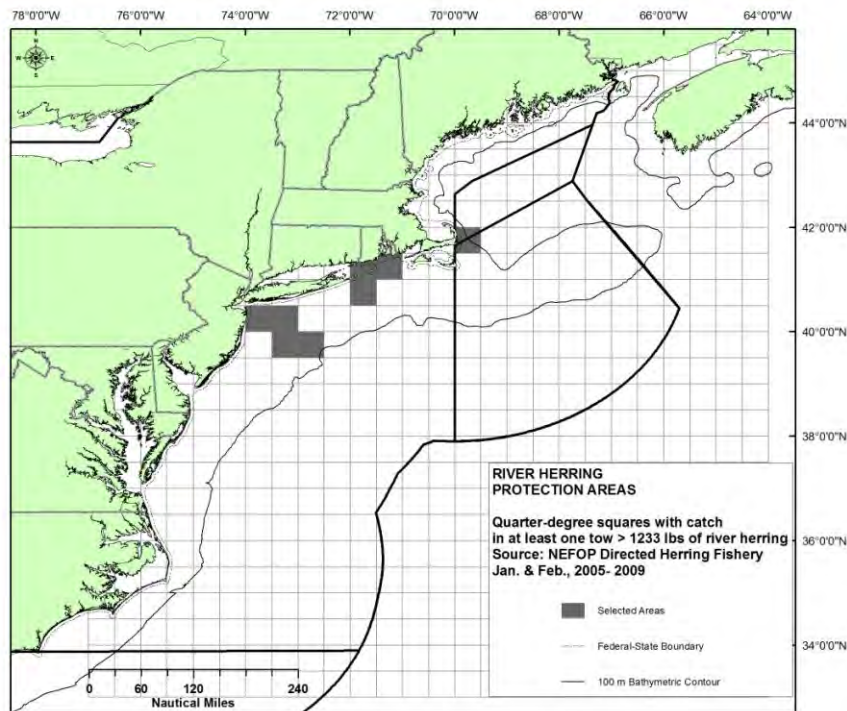 78°0'0"W 76°0'0"W 74°0'0"W 72°0'0"W 70°0'0"W 68°0'0"W 66°0'0"W 64°0'0"W
N
W E
S
44°0'0"N
42°0'0"N
40°0'0"N
38°0'0"N
36°0'0"N
34°0'0"N
RIVER HERRING
PROTECTION AREAS
Quarter-degree squares with catch
in at least one tow > 1233 lbs of river herring
Source: NEFOP Directed Herring Fishery
Jan. & Feb., 2005- 2009
Selected Areas
Federal-State Boundary
100 m Bathymetric Contour
0 60 120 240
Nautical Miles